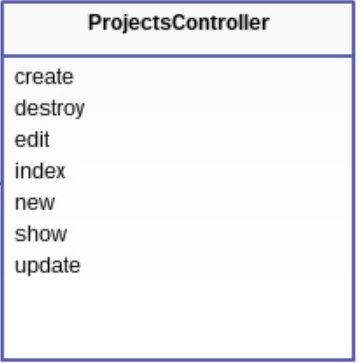 ProjectsController
create
destroy
edit
index
new
show
update